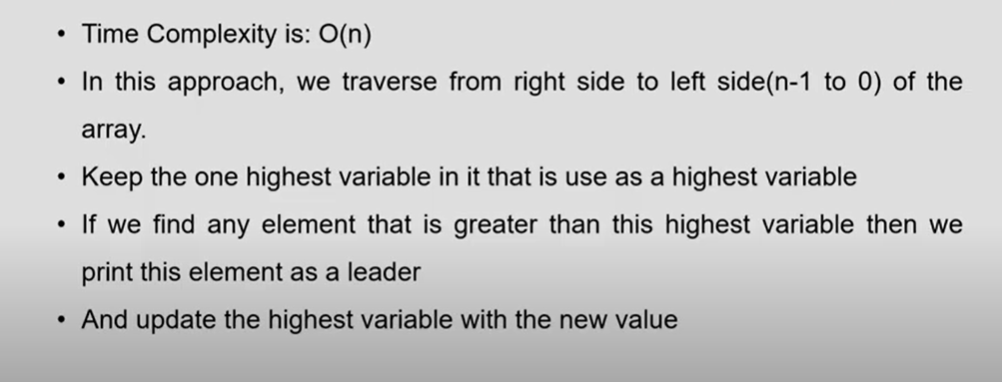 • Time Complexity is: O(n)
• In this approach, we traverse from right side to left side(n-1 to 0) of the
array.
• Keep the one highest variable in it that is use as a highest variable
• If we find any element that is greater than this highest variable then we
print this element as a leader
• And update the highest variable with the new value